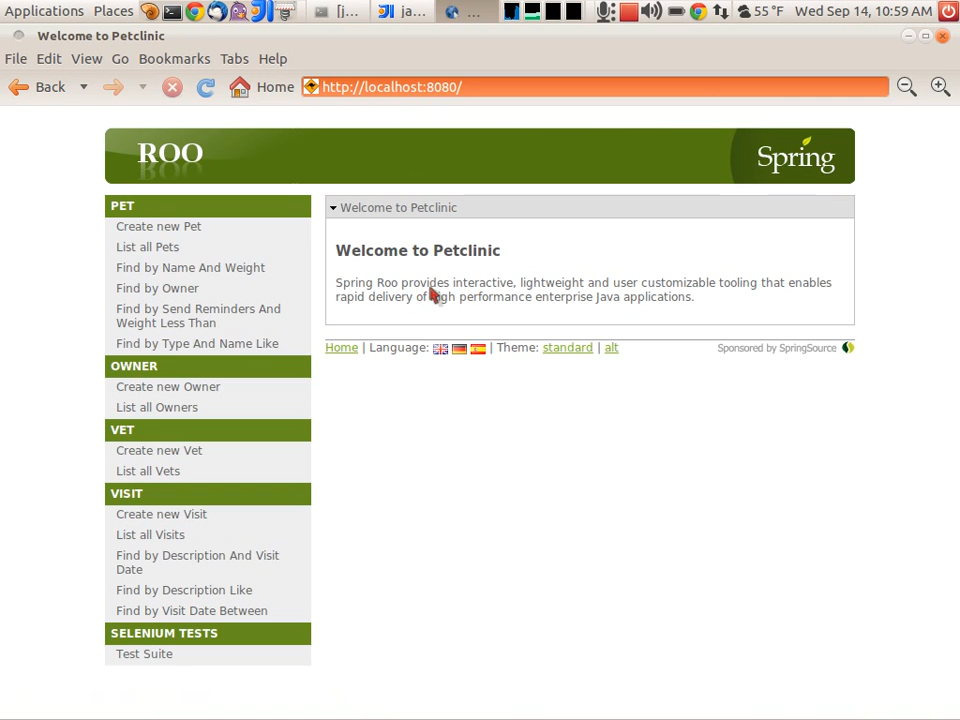 Applications Places [j... ja... ... 55 °F Wed Sep 14, 10:59 AM
Welcome to Petclinic
File Edit View Go Bookmarks Tabs Help
Back Home http://localhost:8080/
ROO Spring
PET
Create new Pet
List all Pets
Find by Name And Weight
Find by Owner
Find by Send Reminders And
Weight Less Than
Find by Type And Name Like
OWNER
Create new Owner
List all Owners
VET
Create new Vet
List all Vets
VISIT
Create new Visit
List all Visits
Find by Description And Visit
Date
Find by Description Like
Find by Visit Date Between
SELENIUM TESTS
Test Suite
Welcome to Petclinic
Welcome to Petclinic
Spring Roo provides interactive, lightweight and user customizable tooling that enables
rapid delivery of high performance enterprise Java applications.
Home | Language: | Theme: standard | alt Sponsored by SpringSource